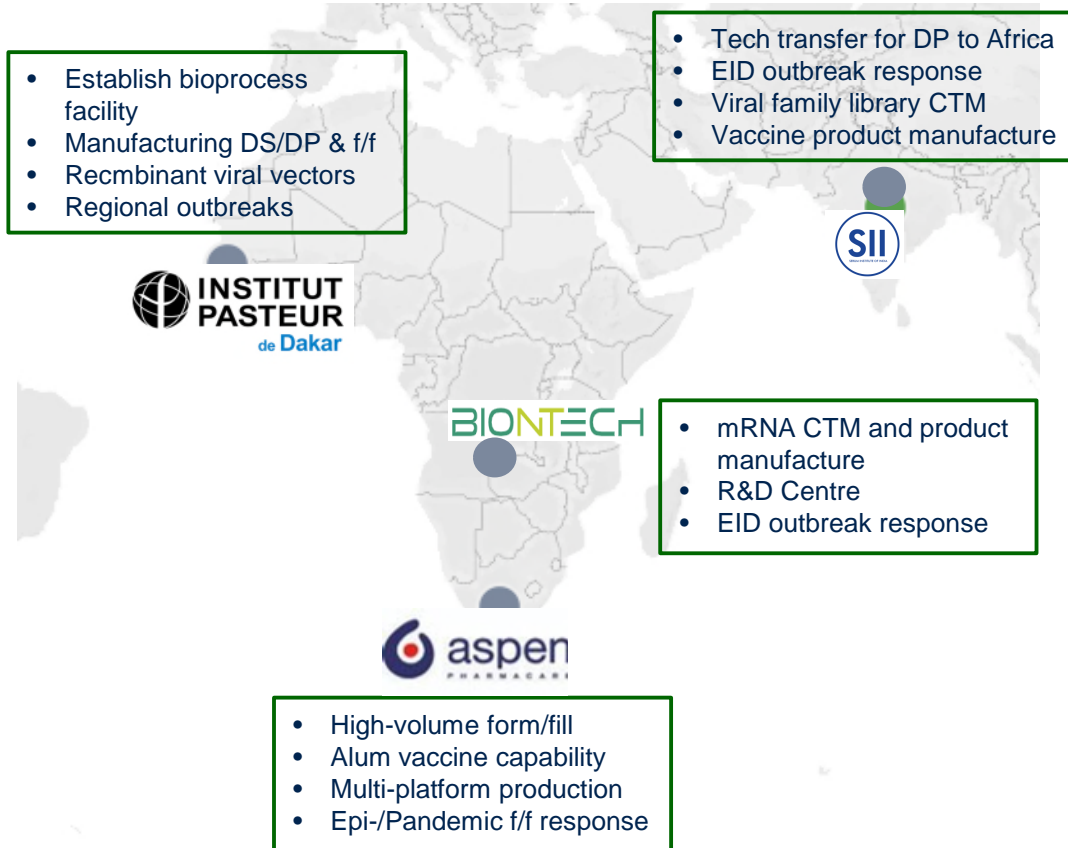 • Establish bioprocess
facility
• Manufacturing DS/DP & f/f
• Recmbinant viral vectors
• Regional outbreaks
• Tech transfer for DP to Africa
• EID outbreak response
• Viral family library CTM
• Vaccine product manufacture
SII
INSTITUT
PASTEUR
de Dakar
BIONTECH
• mRNA CTM and product
manufacture
• R&D Centre
• EID outbreak response
aspen
• High-volume form/fill
• Alum vaccine capability
• Multi-platform production
• Epi-/Pandemic f/f response